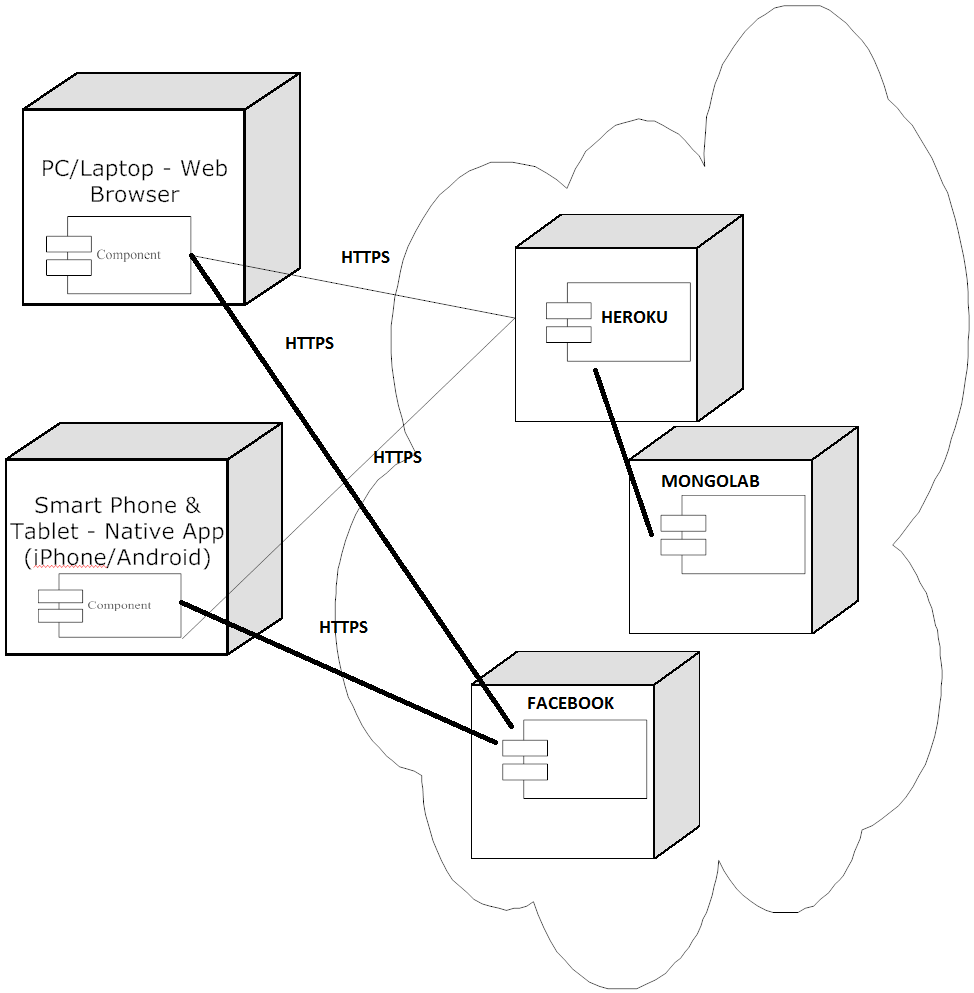 PC/Laptop - Web
Browser
Component
HTTPS
HTTPS
HEROKU
HTTPS
MONGOLAB
Smart Phone &
Tablet - Native App
(iPhone/Android)
Component
HTTPS
FACEBOOK